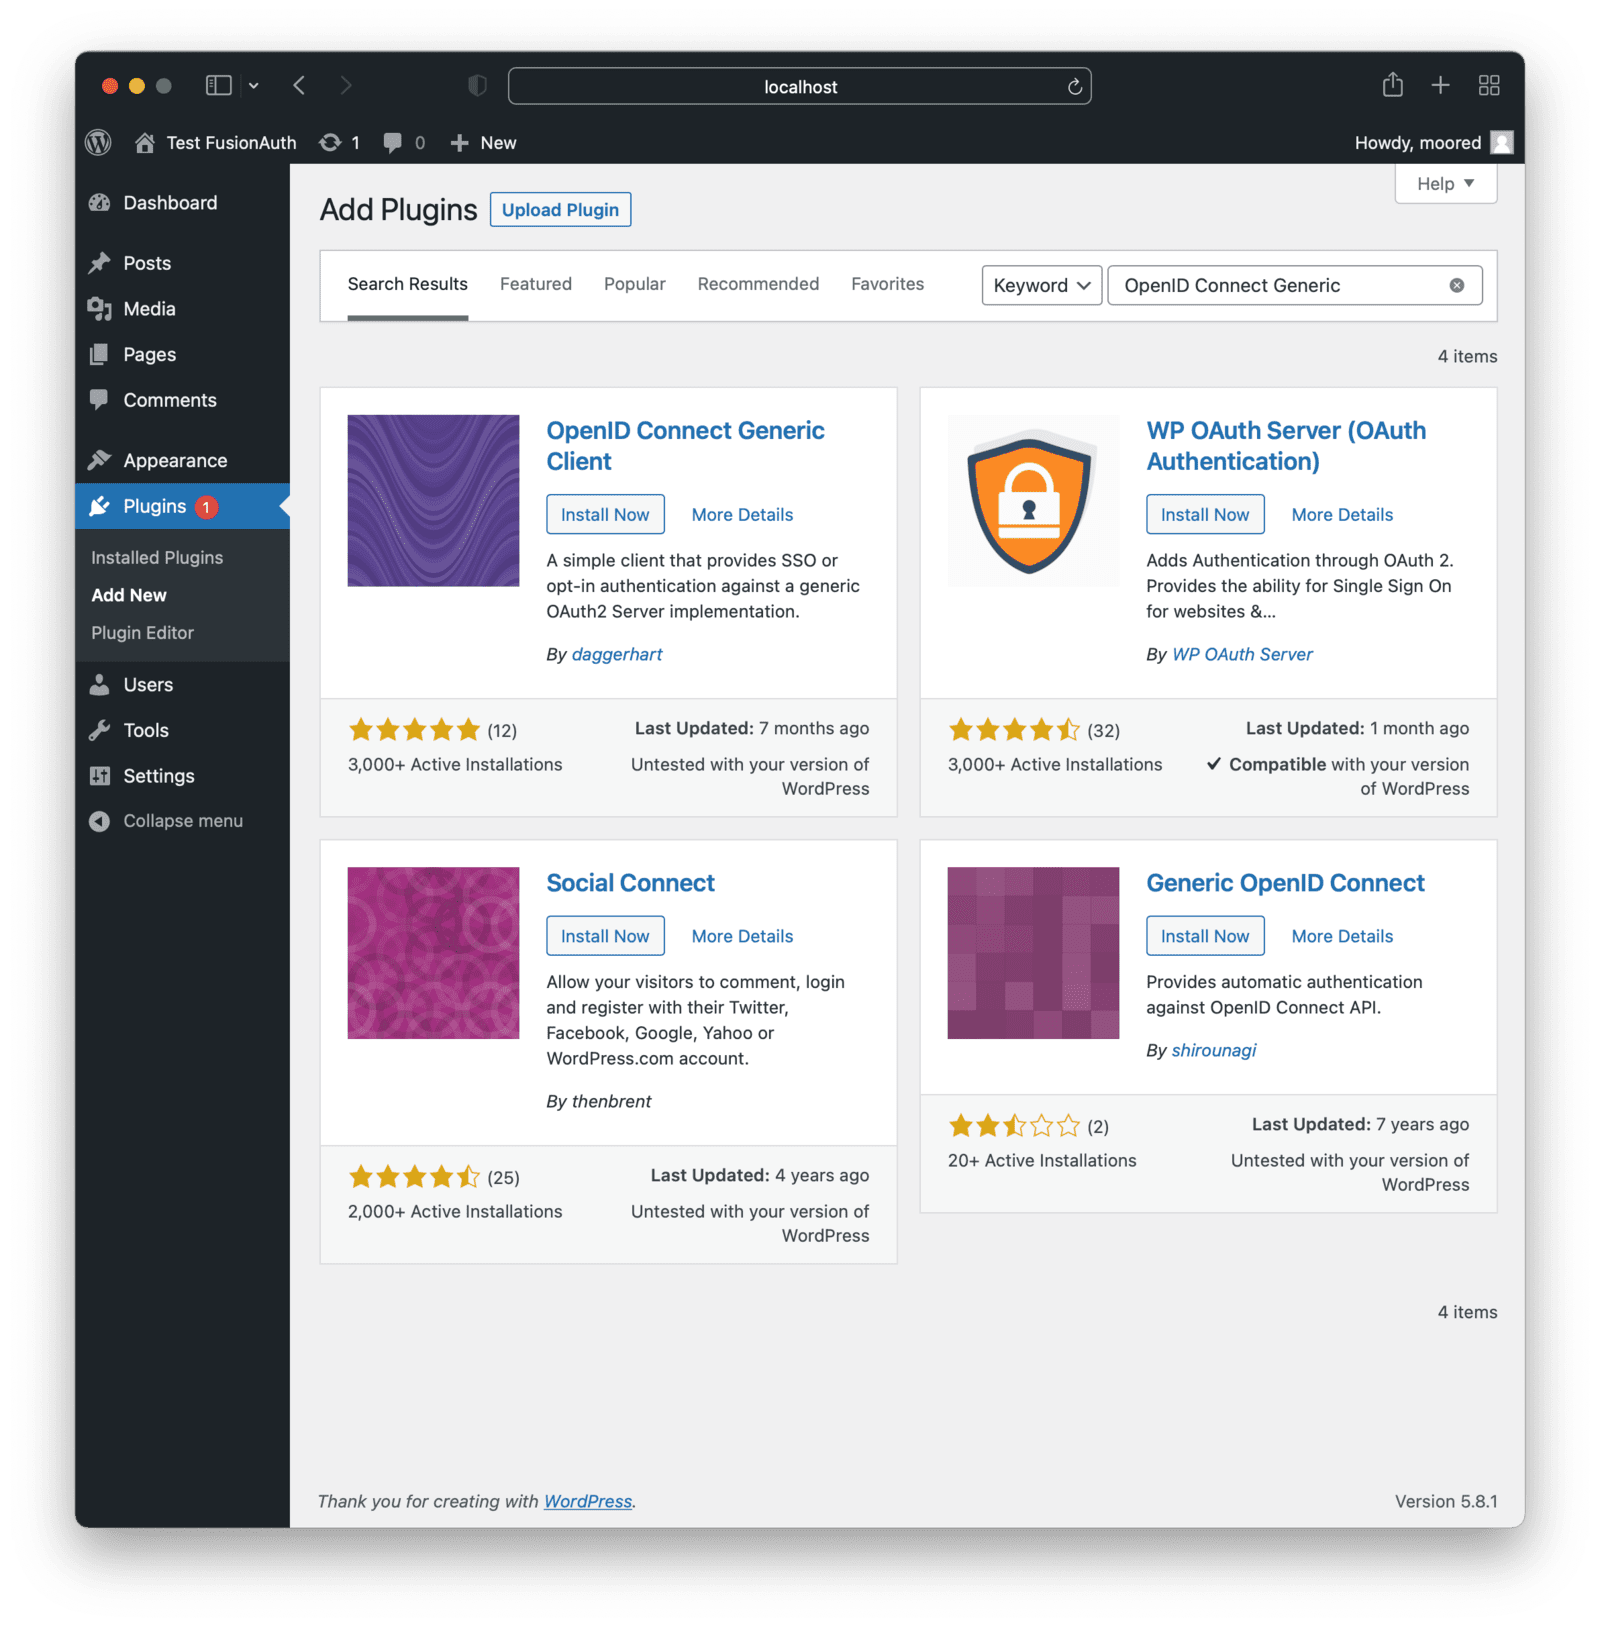 localhost
Test FusionAuth 1 0 New Howdy, moored
Help
Dashboard
Posts
Media
Pages
Comments
Appearance
Plugins 1
Installed Plugins
Add New
Plugin Editor
Users
Tools
Settings
Collapse menu
Add Plugins Upload Plugin
Search Results Featured Popular Recommended Favorites Keyword OpenID Connect Generic
4 items
OpenID Connect Generic
Client
Install Now More Details
A simple client that provides SSO or
opt-in authentication against a generic
OAuth2 Server implementation.
By daggerhart
(12)
3,000+ Active Installations
Last Updated: 7 months ago
Untested with your version of
WordPress
WP OAuth Server (OAuth
Authentication)
Install Now More Details
Adds Authentication through OAuth 2.
Provides the ability for Single Sign On
for websites &...
By WP OAuth Server
(32)
3,000+ Active Installations
Last Updated: 1 month ago
✔ Compatible with your version
of WordPress
Social Connect
Install Now More Details
Allow your visitors to comment, login
and register with their Twitter,
Facebook, Google, Yahoo or
WordPress.com account.
By thenbrent
(25)
2,000+ Active Installations
Last Updated: 4 years ago
Untested with your version of
WordPress
Generic OpenID Connect
Install Now More Details
Provides automatic authentication
against OpenID Connect API.
By shirounagi
(2)
20+ Active Installations
Last Updated: 7 years ago
Untested with your version of
WordPress
4 items
Thank you for creating with WordPress.
Version 5.8.1